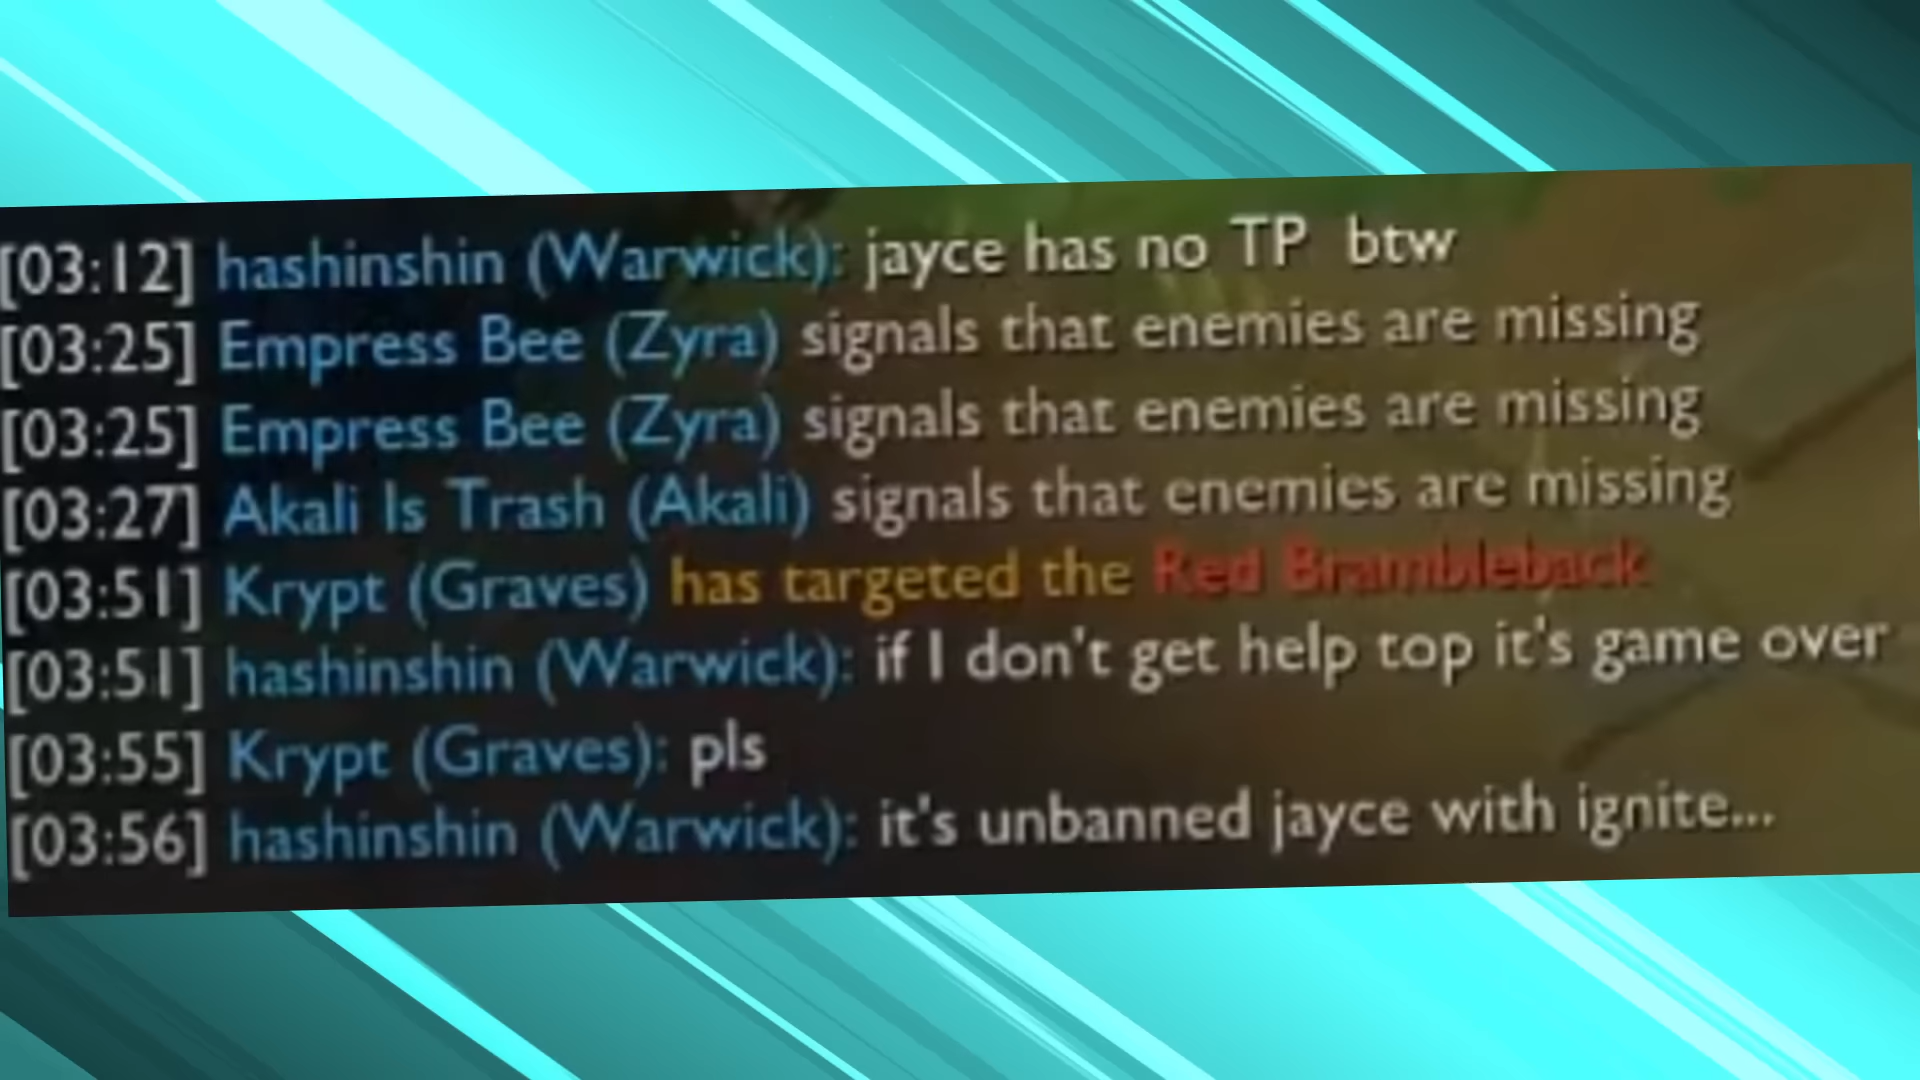 [03:12] hashinshin (Warwick): jayce has no TP btw
[03:25] Empress Bee (Zyra) signals that enemies are missing
[03:25] Empress Bee (Zyra) signals that enemies are missing
[03:27] Akali Is Trash (Akali) signals that enemies are missing
[03:51] Krypt (Graves) has targeted the Red Brambleback
[03:51] hashinshin (Warwick): if I don't get help top it's game over
[03:55] Krypt (Graves): pls
[03:56] hashinshin (Warwick): it's unbanned jayce with ignite...